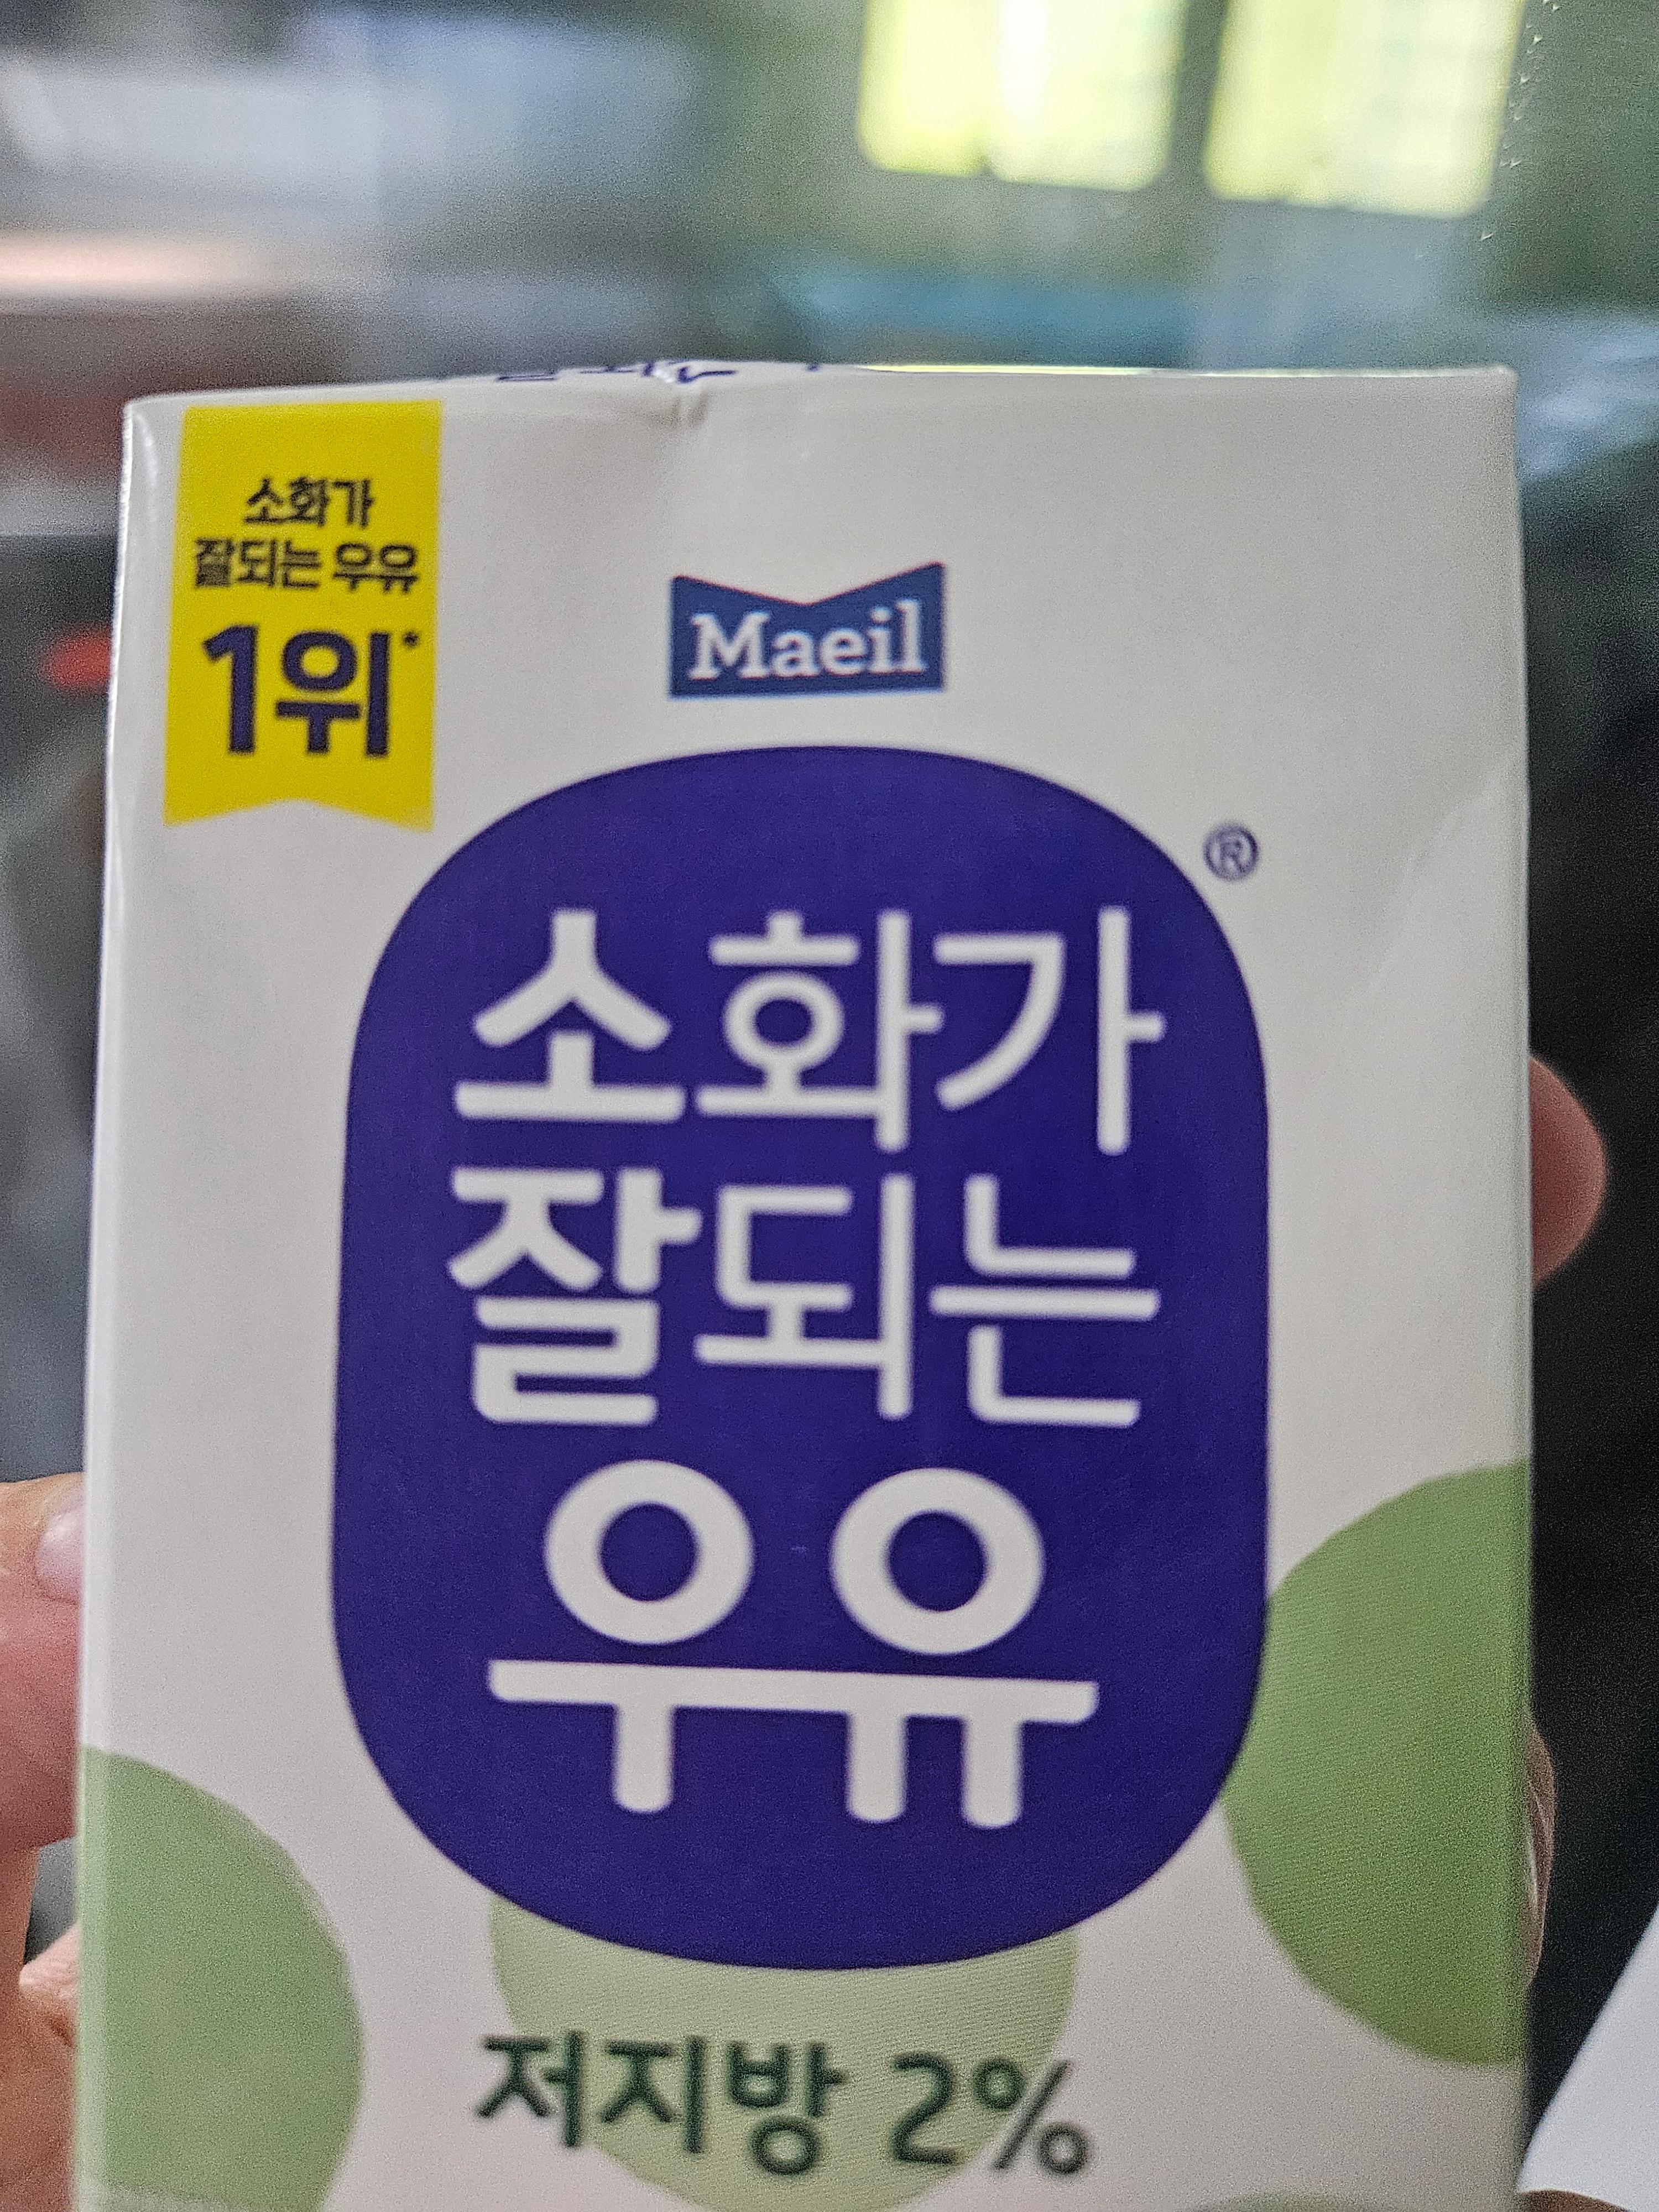 소화가
잘되는 우유
1위*
Maeil
®
소화가
잘되는
우유
저지방 2%